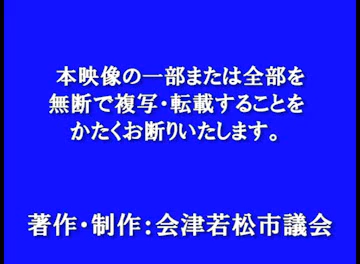 本映像の一部または全部を
無断で複写・転載することを
かたくお断りいたします。
著作・制作：会津若松市議会